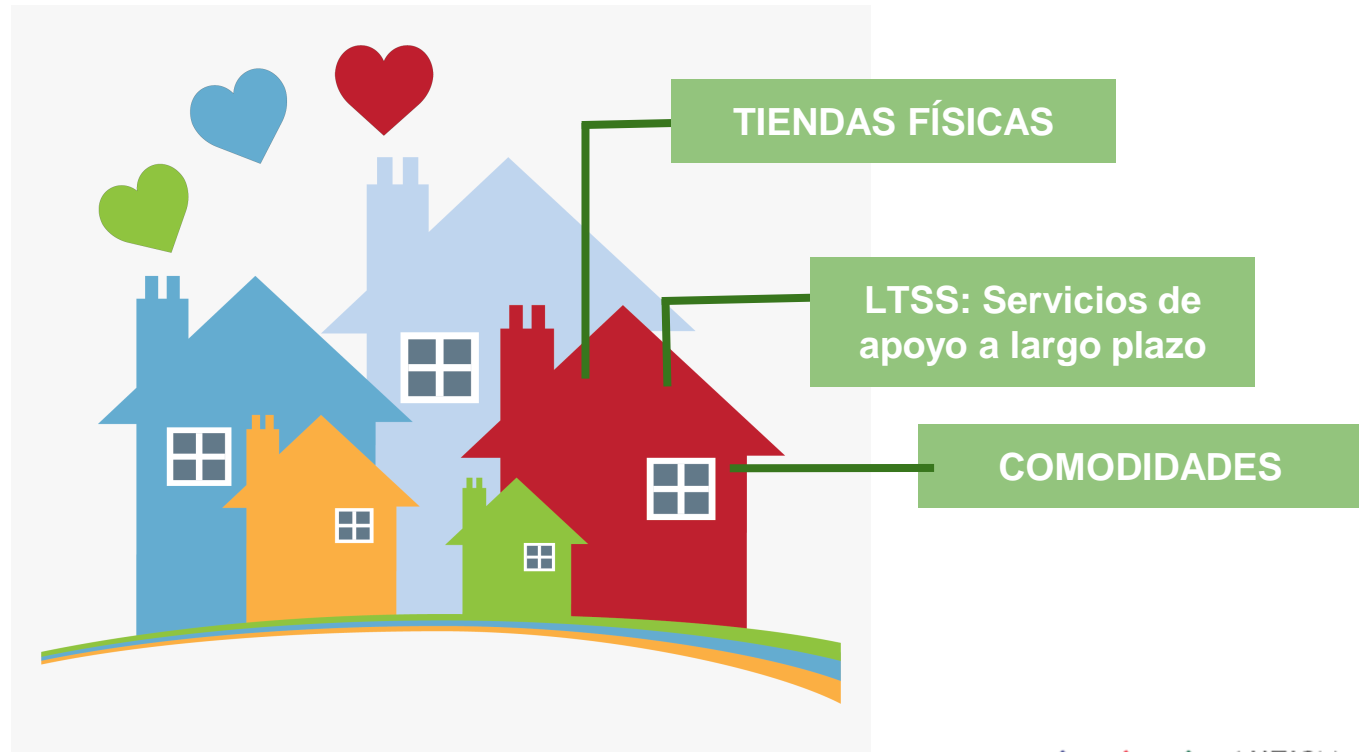 TIENDAS FÍSICAS
LTSS: Servicios de
apoyo a largo plazo
COMODIDADES